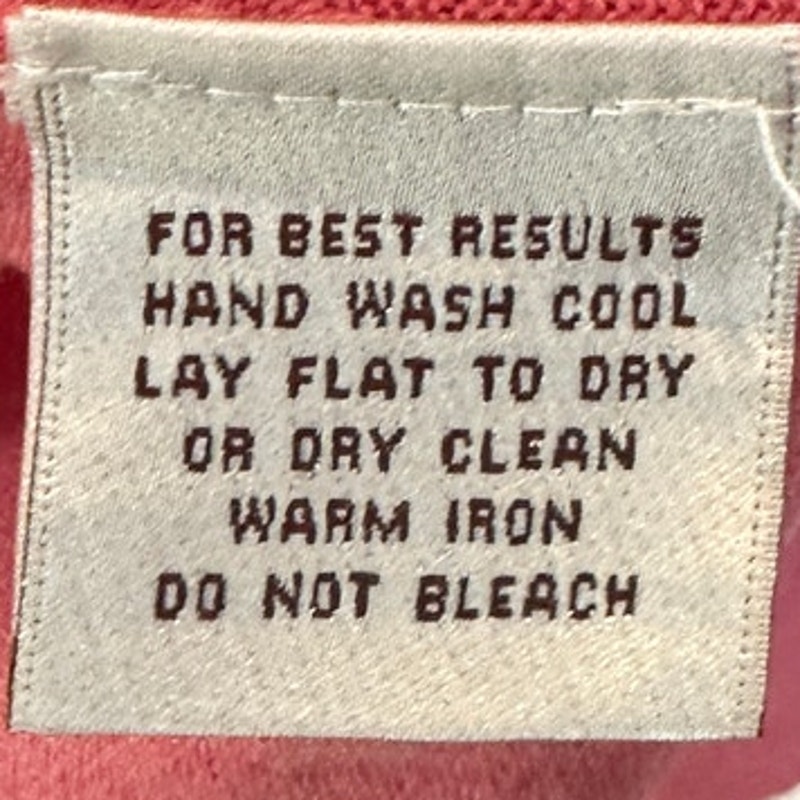 FOR BEST RESULTS
HAND WASH COOL
LAY FLAT TO DRY
OR DRY CLEAN
WARM IRON
DO NOT BLEACH